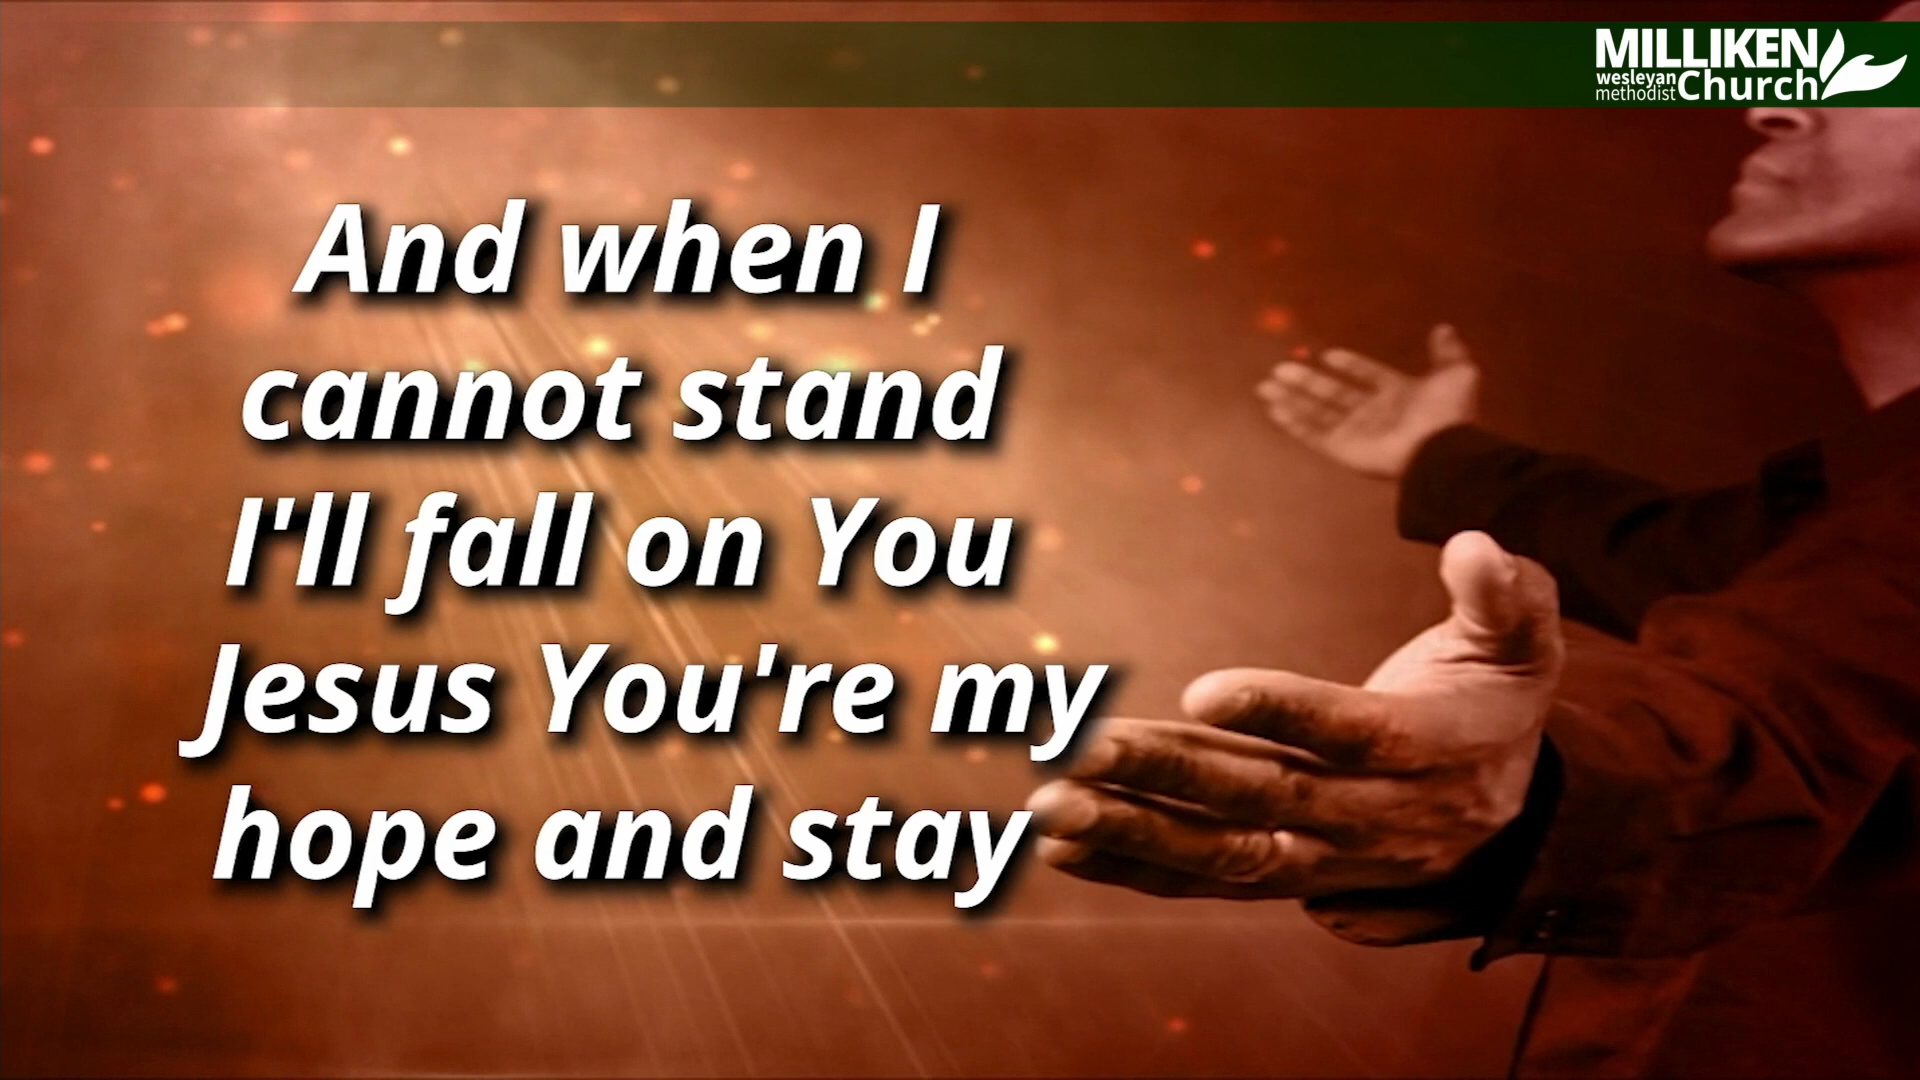 MILLIKEN
wesleyan
methodist Church
And when I
cannot stand
I'll fall on You
Jesus You're my
hope and stay